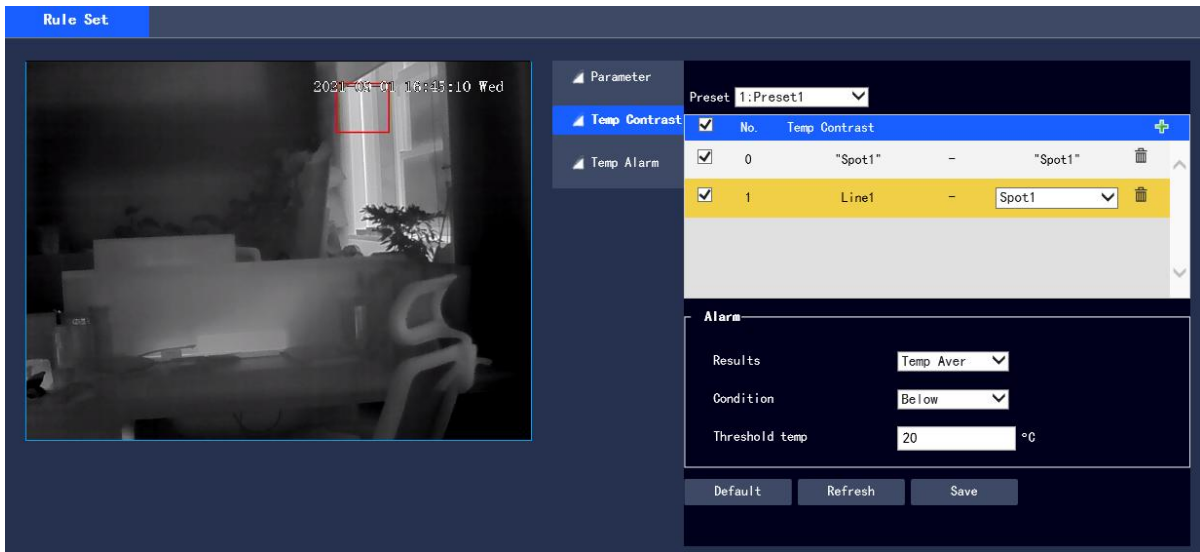 Rule Set
2021-09-01 16:45:10 Wed
Parameter
Temp Contrast
Temp Alarm
Preset 1:Preset1
No. Temp Contrast
0 "Spot1" - "Spot1"
1 Line1 - Spot1
Alarm
Results Temp Aver
Condition Below
Threshold temp 20 °C
Default Refresh Save